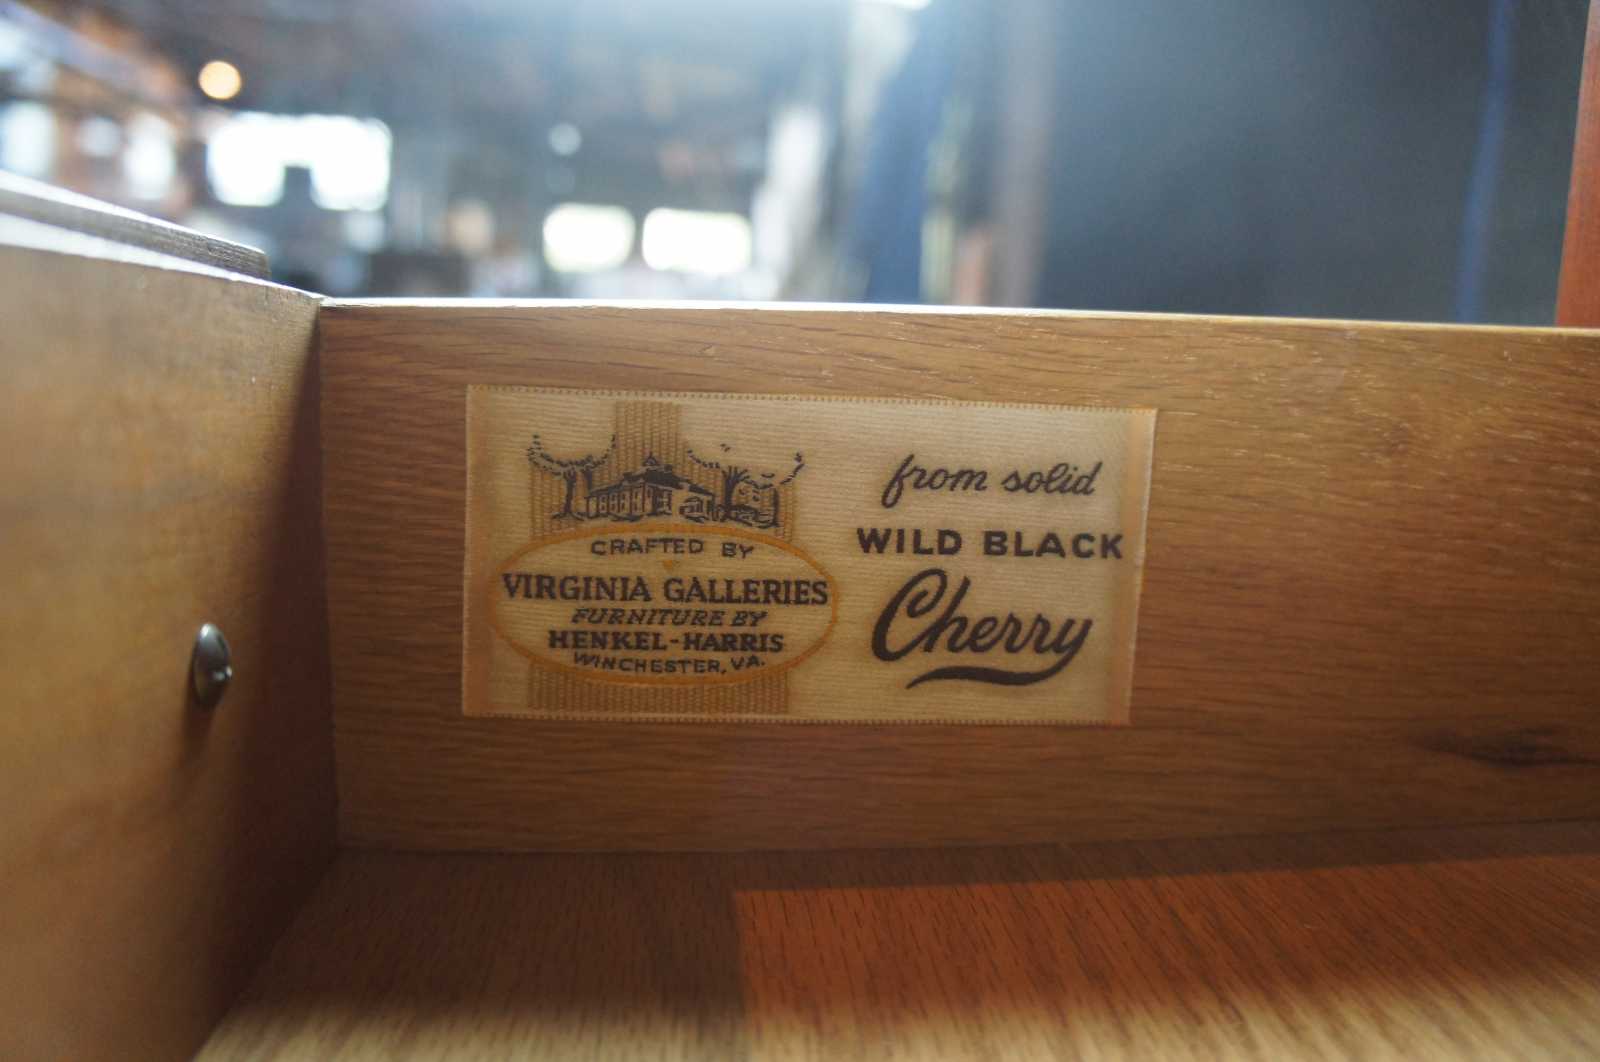 CRAFTED BY
VIRGINIA GALLERIES
FURNITURE BY
HENKEL-HARRIS
WINCHESTER, VA.
from solid
WILD BLACK
Cherry